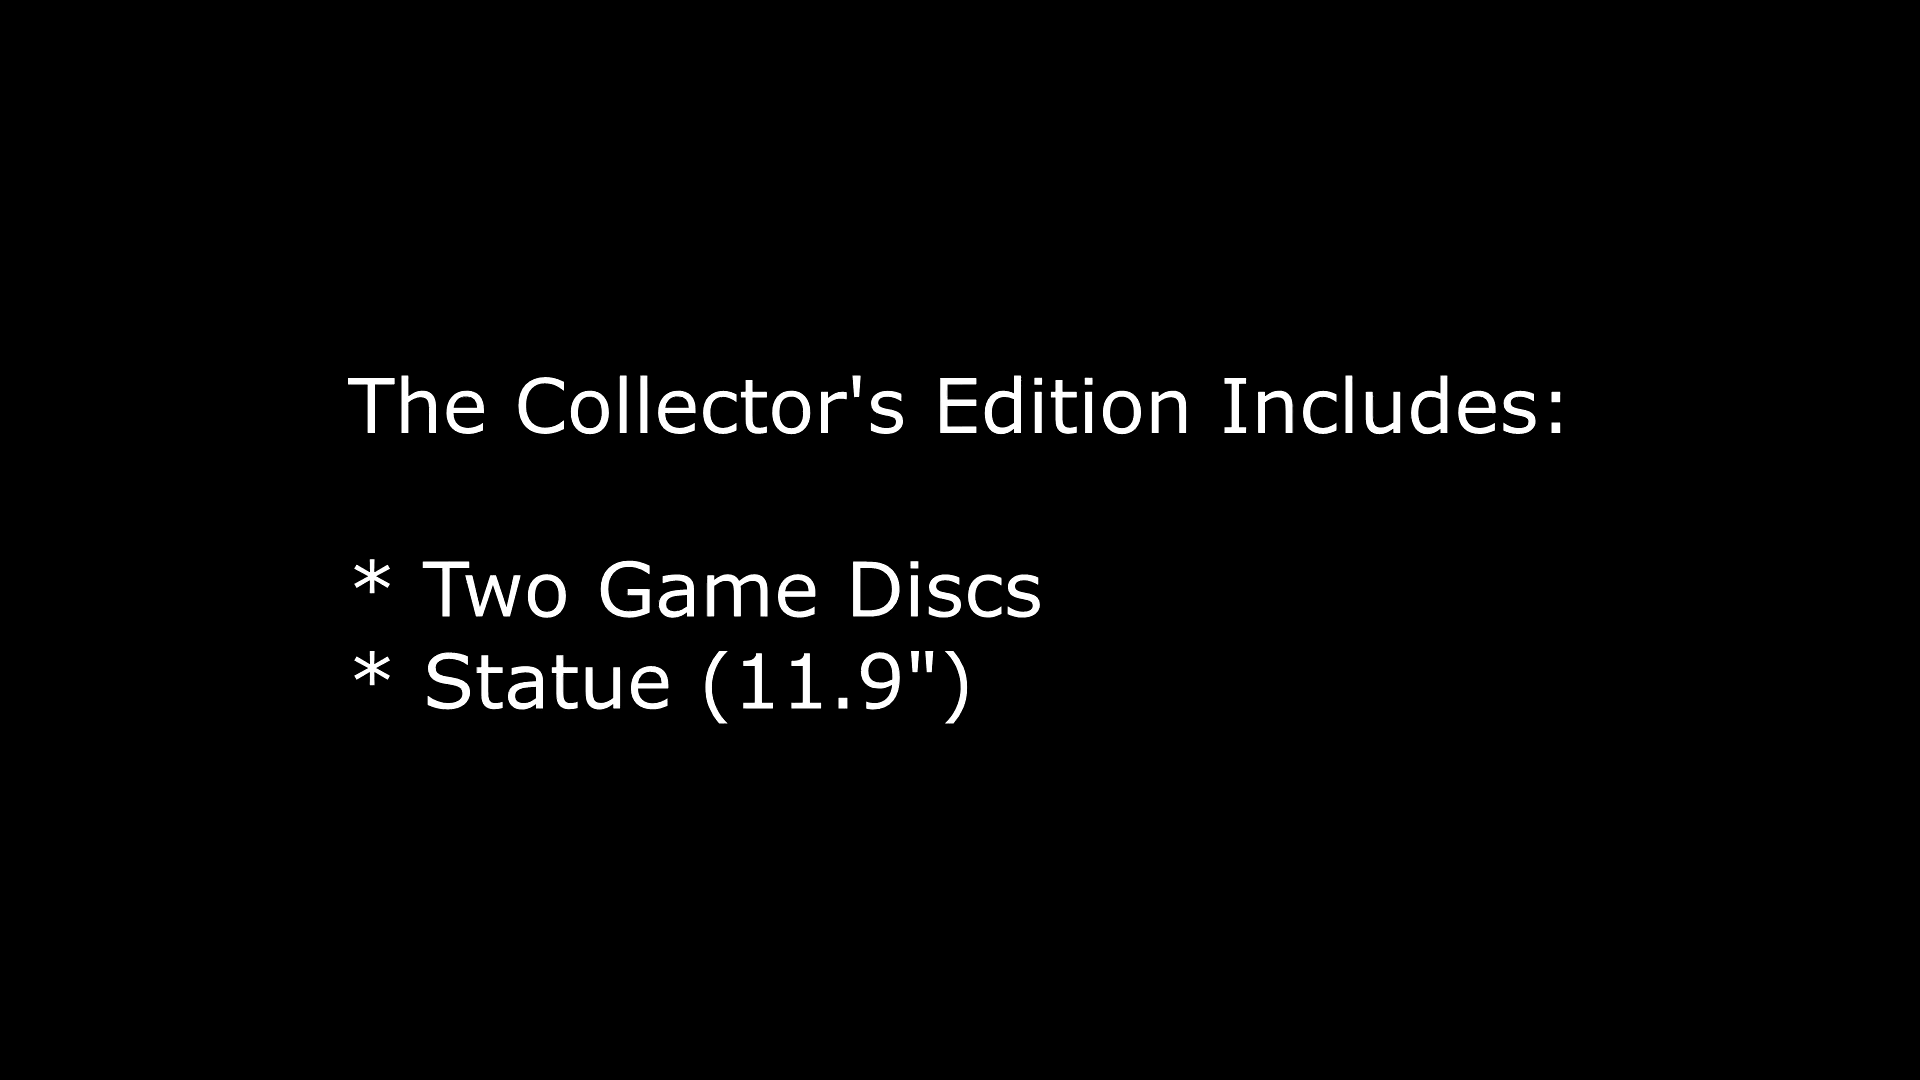 The Collector's Edition Includes:
* Two Game Discs
* Statue (11.9")